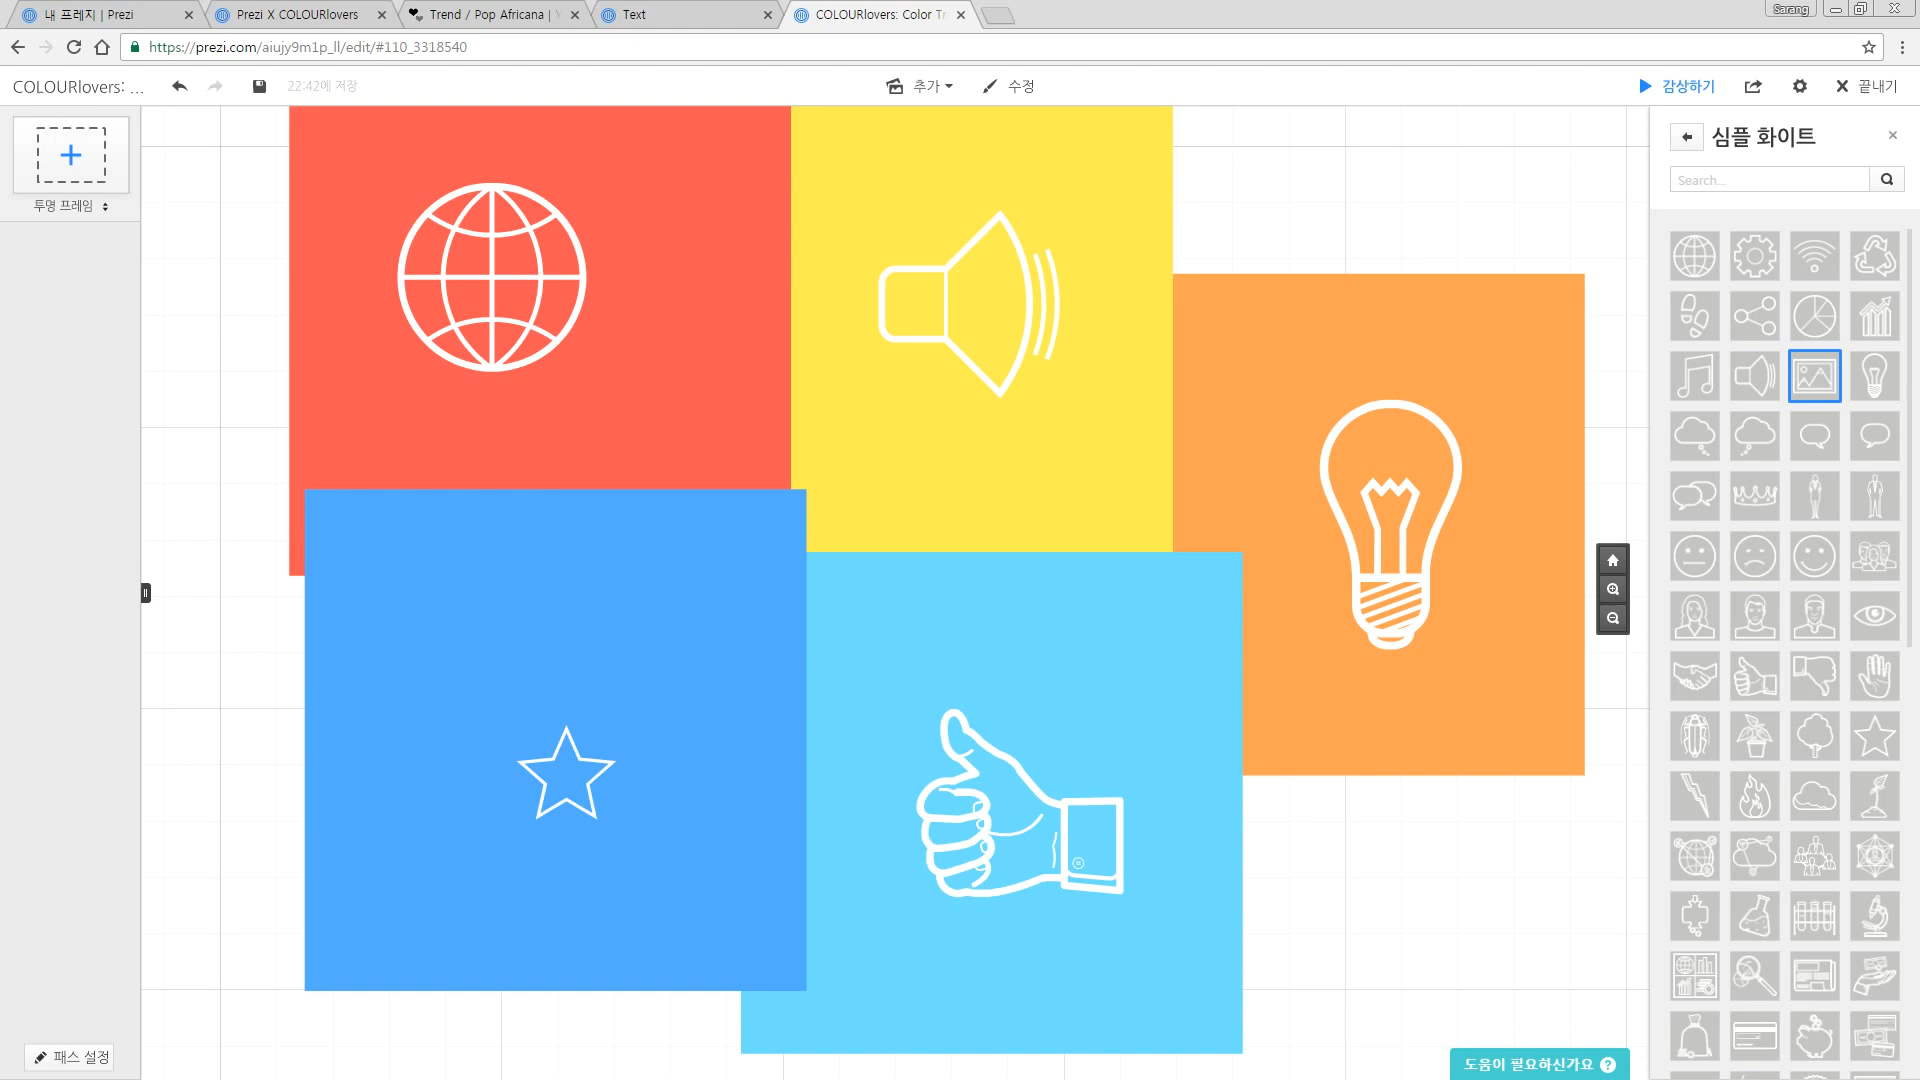 내 프레지 | Prezi
Prezi X COLOURlovers
Trend / Pop Africana |
Text
COLOURlovers: Color Tr
Sarang
https://prezi.com/aiujy9m1p_ll/edit/#110_3318540
COLOURlovers: ...
22:42에 저장
추가
수정
감상하기
끝내기
투명 프레임
심플 화이트
Search...
패스 설정
도움이 필요하신가요 ?